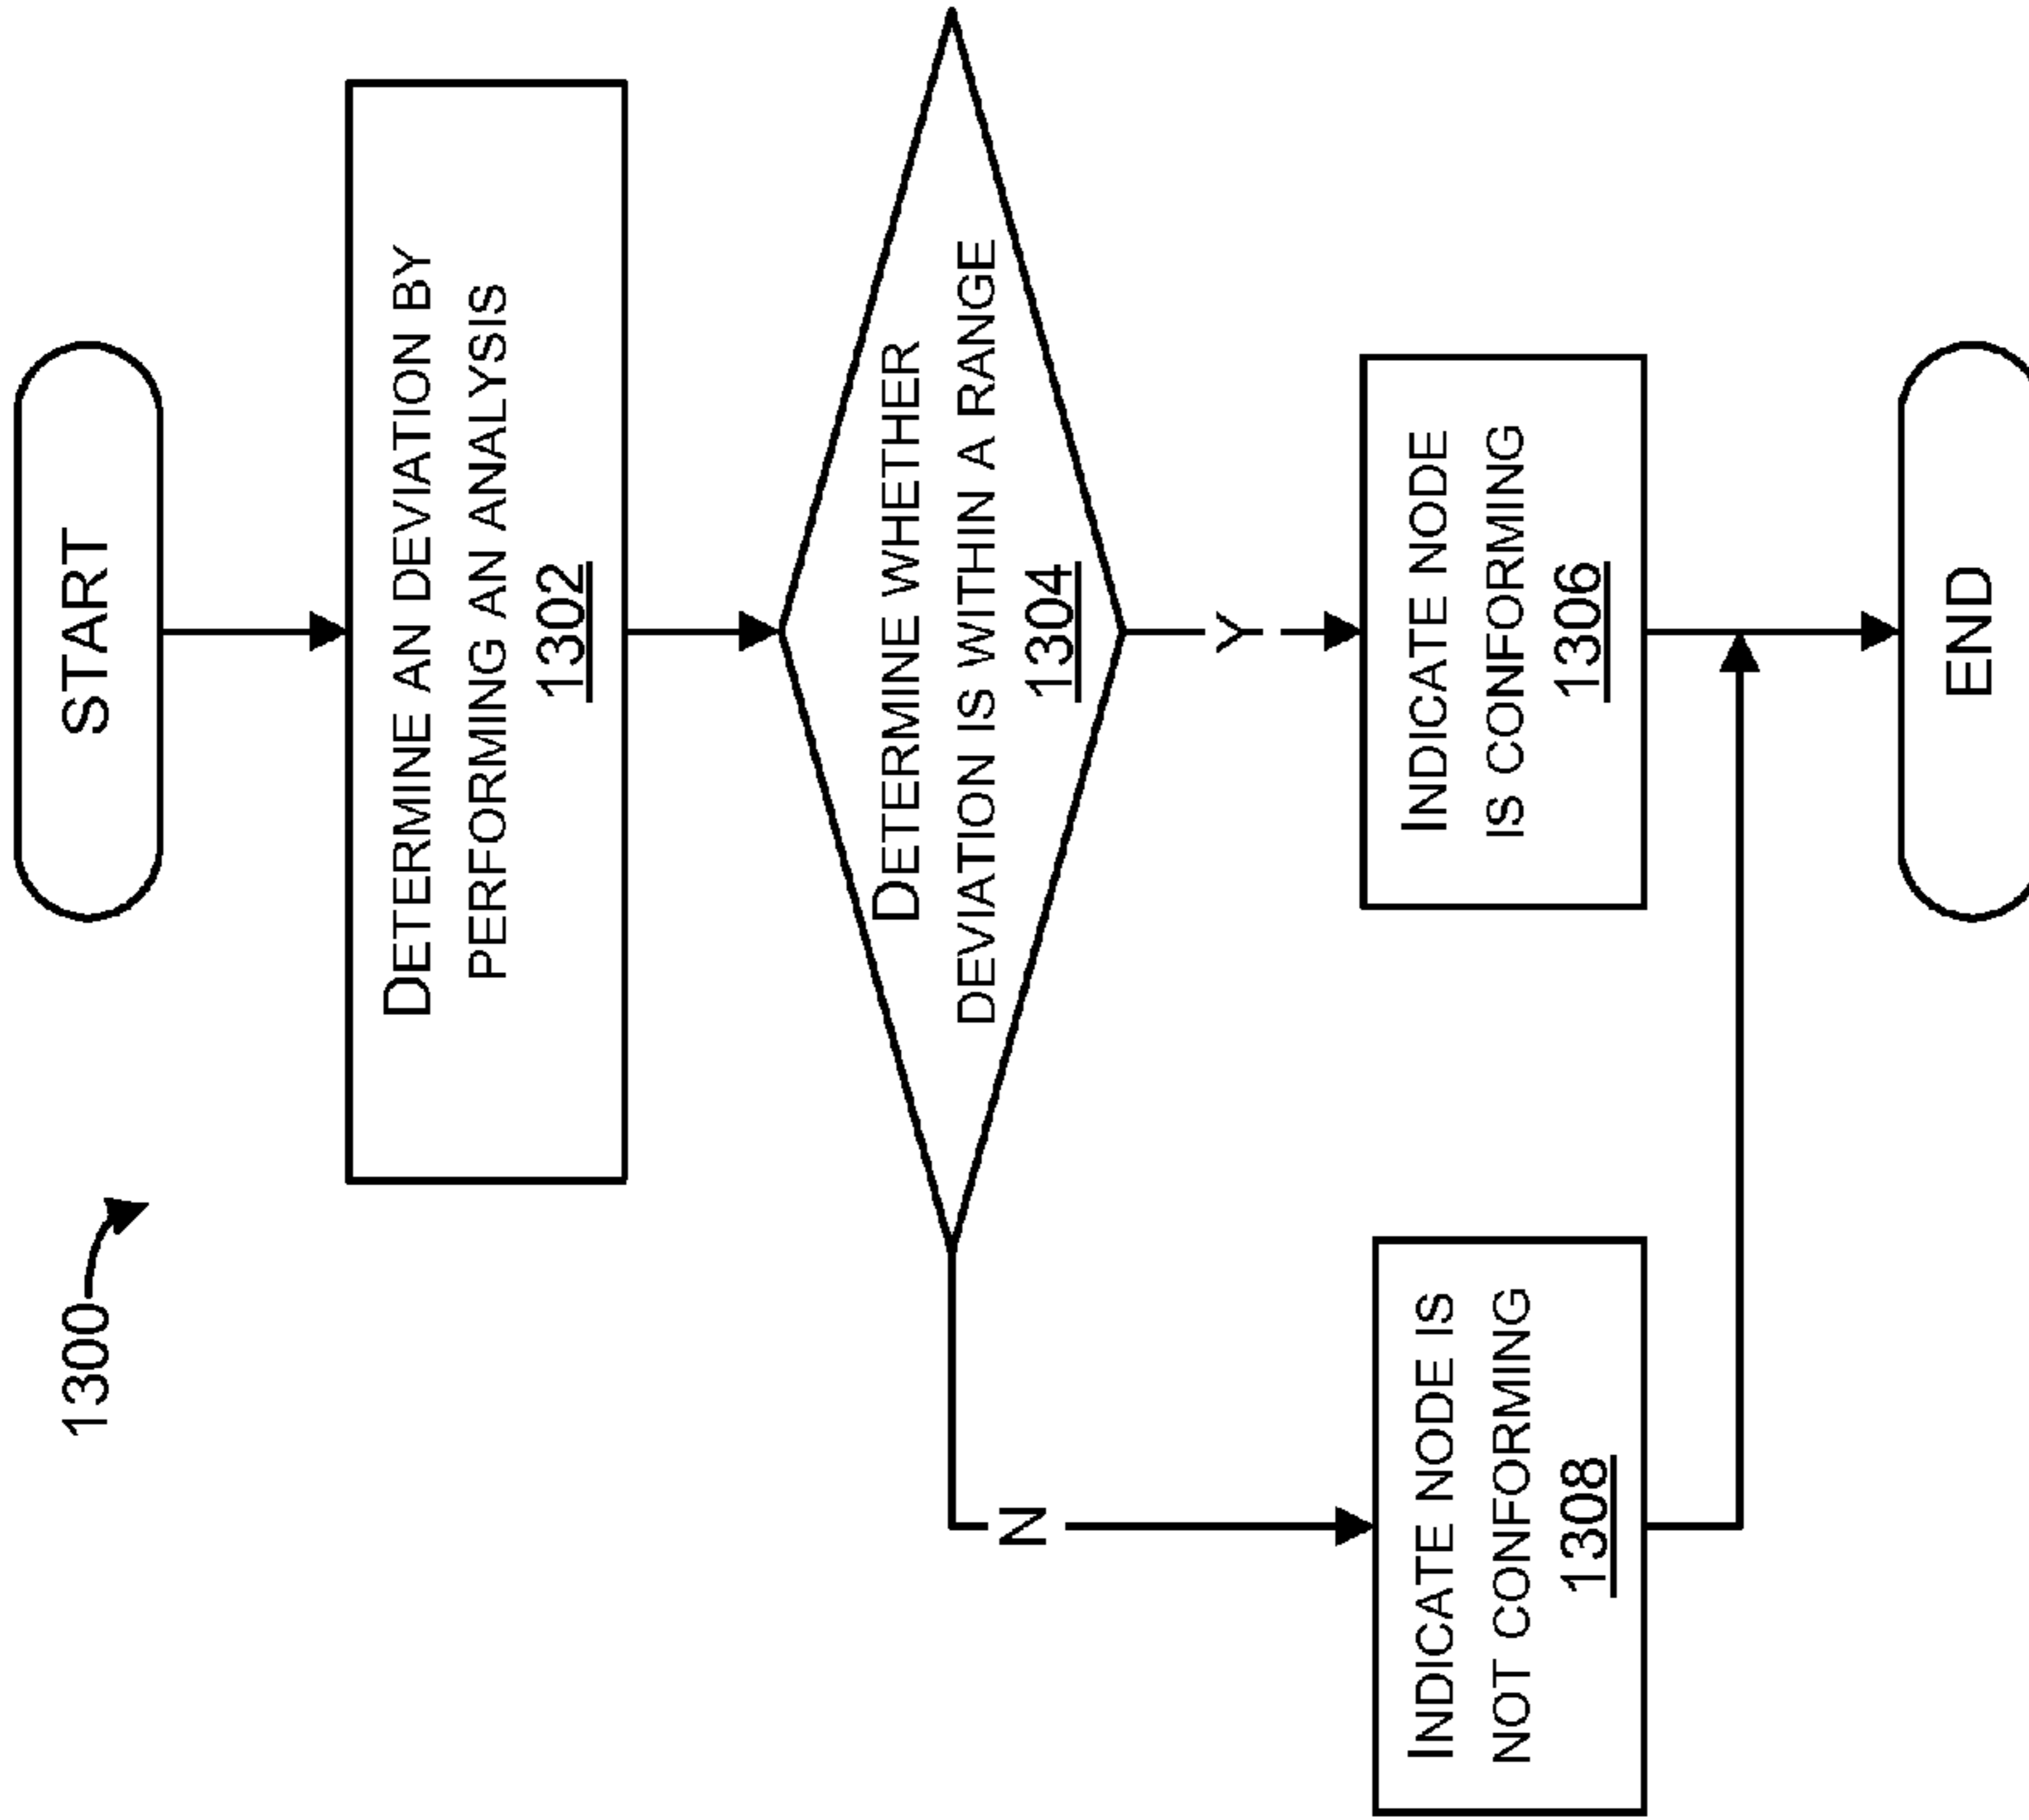 1300
START
DETERMINE AN DEVIATION BY
PERFORMING AN ANALYSIS
1302
DETERMINE WHETHER
DEVIATION IS WITHIN A RANGE
1304
N
Y
INDICATE NODE IS
NOT CONFORMING
1308
INDICATE NODE
IS CONFORMING
1306
END